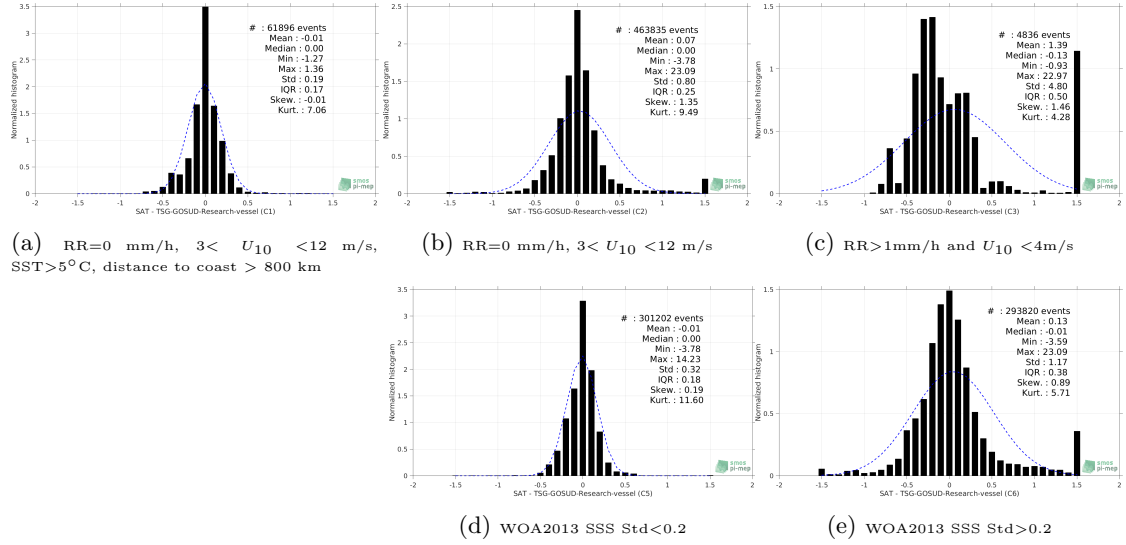 3.5
3
2.5
2
1.5
1
0.5
0
Normalized histogram
# : 61896 events
Mean : -0.01
Median : 0.00
Min : -1.27
Max : 1.36
Std : 0.19
IQR : 0.17
Skew. : -0.01
Kurt. : 7.06
smos
pi-mep
-2 -1.5 -1 -0.5 0 0.5 1 1.5 2
SAT - TSG-GOSUD-Research-vessel (C1)
(a) RR=0 mm/h, 3< U10 <12 m/s,
SST>5°C, distance to coast > 800 km
2.5
2
1.5
1
0.5
0
Normalized histogram
# : 463835 events
Mean : 0.07
Median : 0.00
Min : -3.78
Max : 23.09
Std : 0.80
IQR : 0.25
Skew. : 1.35
Kurt. : 9.49
smos
pi-mep
-2 -1.5 -1 -0.5 0 0.5 1 1.5 2
SAT - TSG-GOSUD-Research-vessel (C2)
(b) RR=0 mm/h, 3< U10 <12 m/s
1.5
1
0.5
0
Normalized histogram
# : 4836 events
Mean : 1.39
Median : -0.13
Min : -0.93
Max : 22.97
Std : 4.80
IQR : 0.50
Skew. : 1.46
Kurt. : 4.28
smos
pi-mep
-2 -1.5 -1 -0.5 0 0.5 1 1.5 2
SAT - TSG-GOSUD-Research-vessel (C3)
(c) RR>1mm/h and U10 <4m/s
3.5
3
2.5
2
1.5
1
0.5
0
Normalized histogram
# : 301202 events
Mean : -0.01
Median : 0.00
Min : -3.78
Max : 14.23
Std : 0.32
IQR : 0.18
Skew. : 0.19
Kurt. : 11.60
smos
pi-mep
-2 -1.5 -1 -0.5 0 0.5 1 1.5 2
SAT - TSG-GOSUD-Research-vessel (C5)
(d) WOA2013 SSS Std<0.2
1.5
1
0.5
0
Normalized histogram
# : 293820 events
Mean : 0.13
Median : -0.01
Min : -3.59
Max : 23.09
Std : 1.17
IQR : 0.38
Skew. : 0.89
Kurt. : 5.71
smos
pi-mep
-2 -1.5 -1 -0.5 0 0.5 1 1.5 2
SAT - TSG-GOSUD-Research-vessel (C6)
(e) WOA2013 SSS Std>0.2